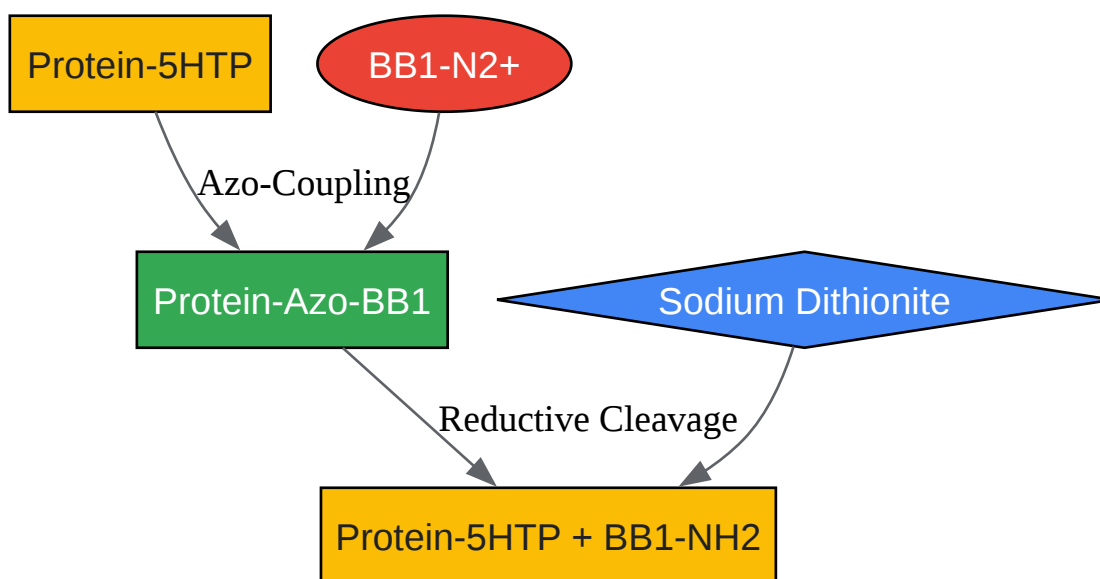 Protein-5HTP
BB1-N2+
Azo-Coupling
Protein-Azo-BB1
Sodium Dithionite
Reductive Cleavage
Protein-5HTP + BB1-NH2